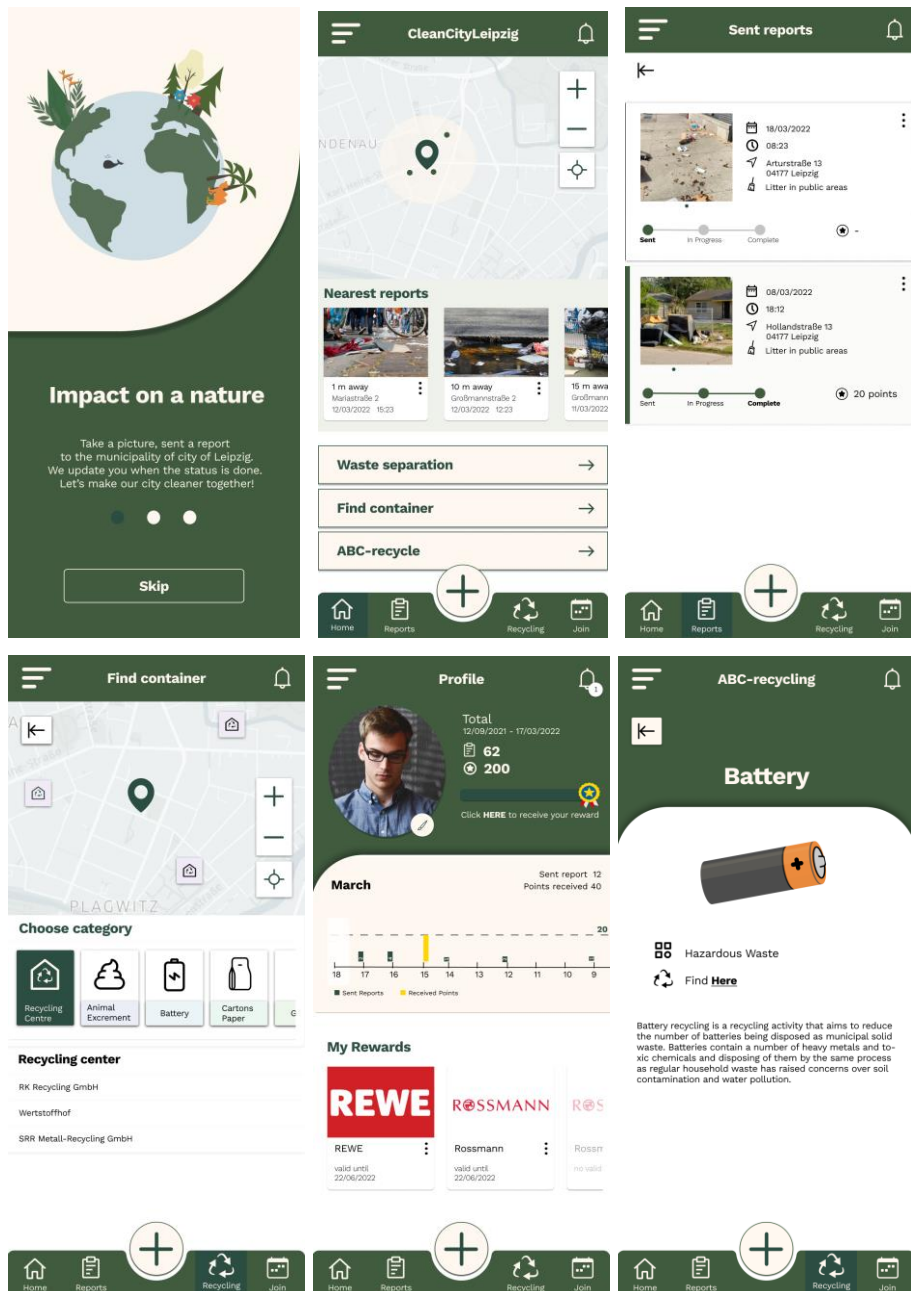 Impact on a nature
Take a picture, sent a report
to the municipality of city of Leipzig.
We update you when the status is done.
Let's make our city cleaner together!
Skip
CleanCityLeipzig
NDENAU
Nearest reports
1 m away
Mariastraße 2
12/03/2022 15:23
10 m away
Großmannstraße 2
12/03/2022 12:23
15 m awa
Großmann
11/03/2022
Waste separation
Find container
ABC-recycle
Home
Reports
Recycling
Join
Sent reports
18/03/2022
08:23
Arturstraße 13
04177 Leipzig
Litter in public areas
Sent
In Progress
Complete
-
08/03/2022
18:12
Hollandstraße 13
04177 Leipzig
Litter in public areas
Sent
In Progress
Complete
20 points
Home
Reports
Recycling
Join
Find container
PLAGWITZ
Choose category
Recycling
Centre
Animal
Excrement
Battery
Cartons
Paper
G
Recycling center
RK Recycling GmbH
Wertstoffhof
SRR Metall-Recycling GmbH
Home
Reports
Recycling
Join
Profile
1
Total
12/09/2021 - 17/03/2022
62
200
Click HERE to receive your reward
March
Sent report 12
Points received 40
20
18 17 16 15 14 13 12 11 10 9
Sent Reports
Received Points
My Rewards
REWE
REWE
valid until
22/06/2022
ROSSMANN
Rossmann
valid until
22/06/2022
ROS
Rossm
no valid
Home
Reports
Recycling
Join
ABC-recycling
Battery
Hazardous Waste
Find Here
Battery recycling is a recycling activity that aims to reduce
the number of batteries being disposed as municipal solid
waste. Batteries contain a number of heavy metals and to-
xic chemicals and disposing of them by the same process
as regular household waste has raised concerns over soil
contamination and water pollution.
Home
Reports
Recycling
Join